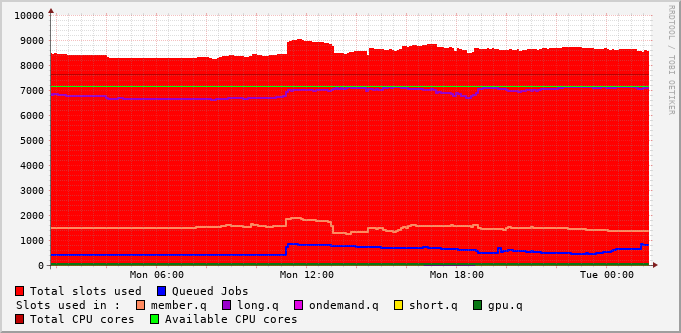 10000
9000
8000
7000
6000
5000
4000
3000
2000
1000
0
Mon 06:00 Mon 12:00 Mon 18:00 Tue 00:00
RRDTOOL / TOBI OETIKER
Total slots used Queued Jobs
Slots used in : member.q long.q ondemand.q short.q gpu.q
Total CPU cores Available CPU cores